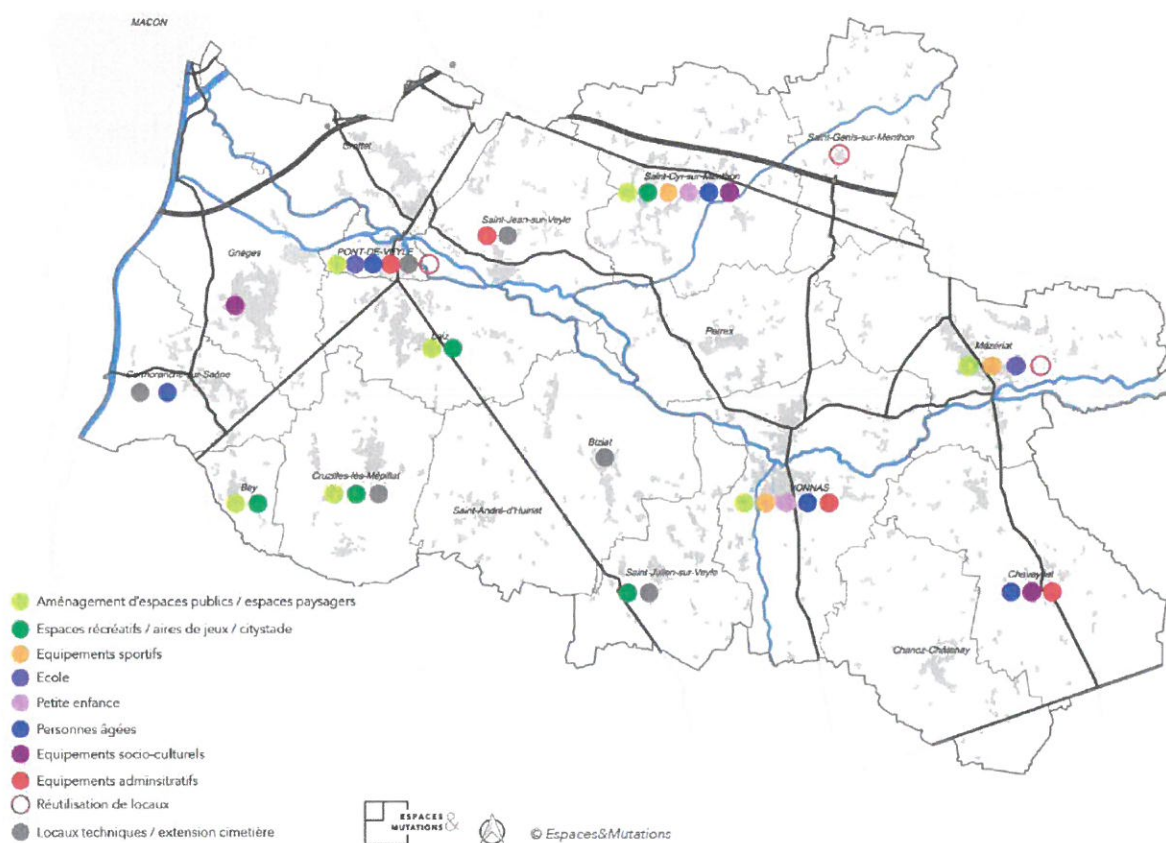 MACON
Saint-Genis-sur-Menthon
Grottet
Saint-Cyr-sur-Menthon
Saint-Jean-sur-Veyle
Grièges
PONT-DE-VEYLE
Perrex
Laiz
Mézériat
Cormoranche-sur-Saône
Biziat
Cruzilles-lès-Mépillat
Bey
VONNAS
Saint-André-d'Huiriat
Saint-Julien-sur-Veyle
Chaveyriat
Chanoz-Châtenay
Aménagement d'espaces publics / espaces paysagers
Espaces récréatifs / aires de jeux / citystade
Equipements sportifs
Ecole
Petite enfance
Personnes âgées
Equipements socio-culturels
Equipements adminsitratifs
Réutilisation de locaux
Locaux techniques / extension cimetière
ESPACES &
MUTATIONS
© Espaces&Mutations